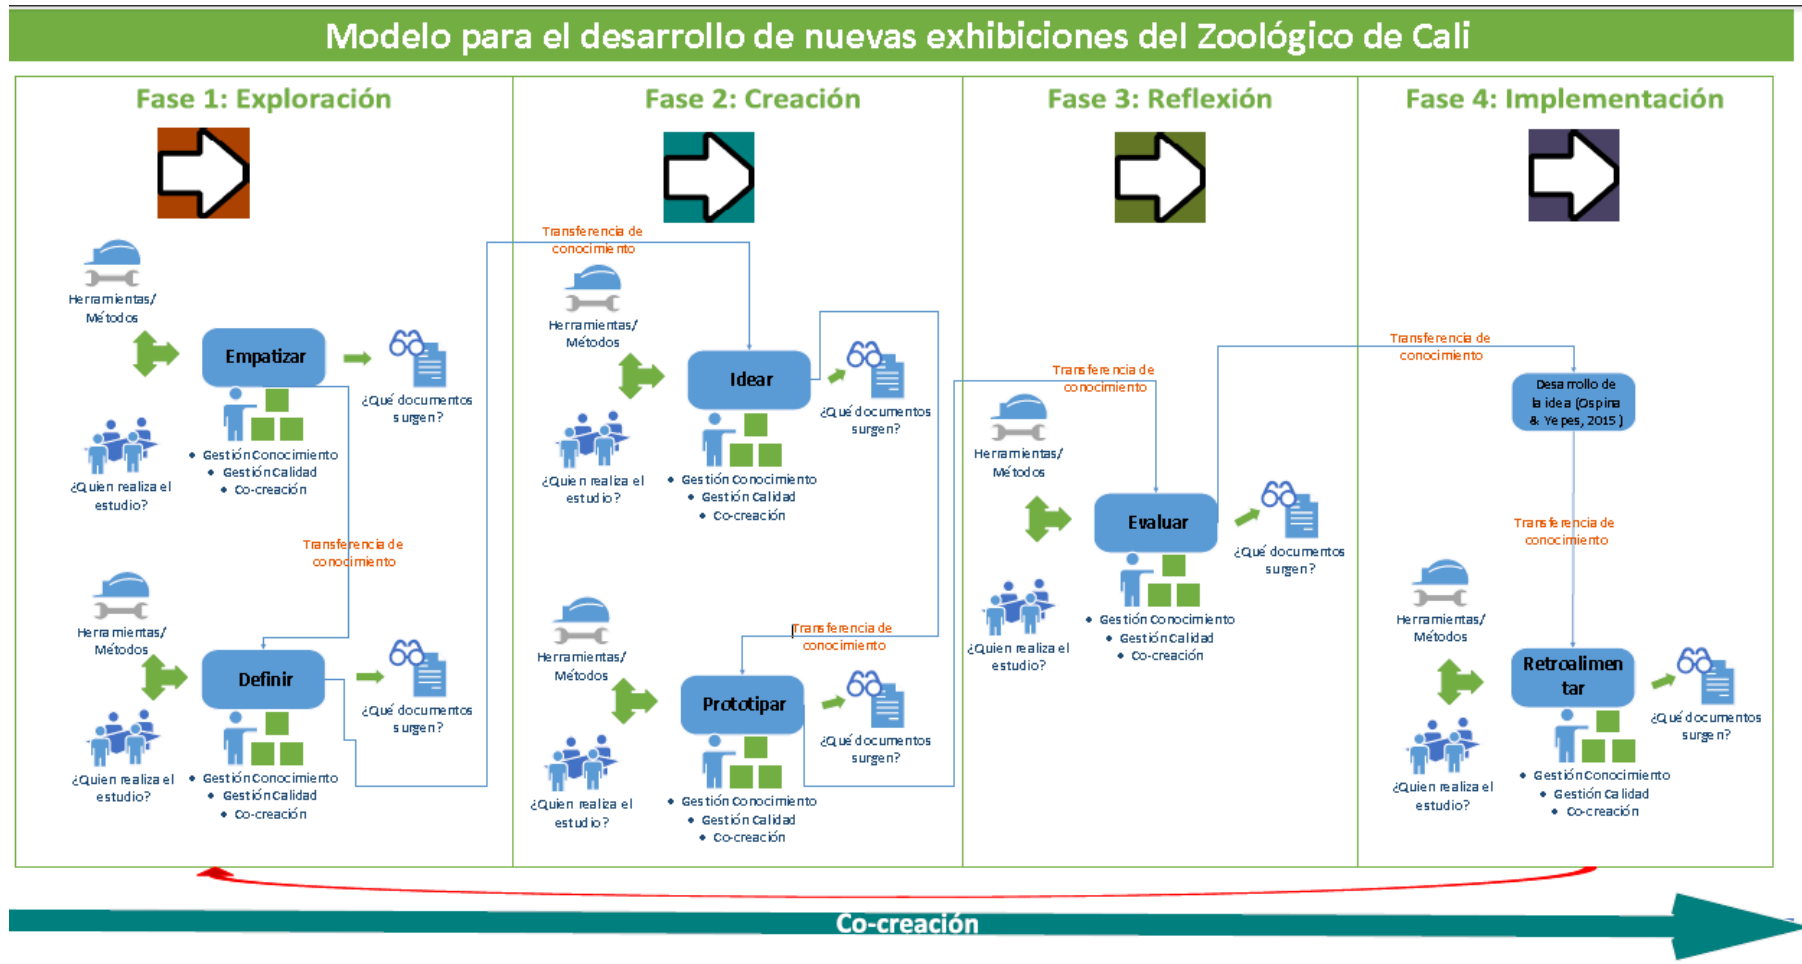 Modelo para el desarrollo de nuevas exhibiciones del Zoológico de Cali
Fase 1: Exploración
Herramientas/
Métodos
Empatizar
¿Qué documentos
surgen?
¿Quien realiza el
estudio?
• Gestión Conocimiento
• Gestión Calidad
• Co-creación
Transferencia de
conocimiento
Herramientas/
Métodos
Definir
¿Qué documentos
surgen?
¿Quien realiza el
estudio?
• Gestión Conocimiento
• Gestión Calidad
• Co-creación
Fase 2: Creación
Transferencia de
conocimiento
Herramientas/
Métodos
Idear
¿Qué documentos
surgen?
¿Quien realiza el
estudio?
• Gestión Conocimiento
• Gestión Calidad
• Co-creación
Transferencia de
conocimiento
Herramientas/
Métodos
Prototipar
¿Qué documentos
surgen?
¿Quien realiza el
estudio?
• Gestión Conocimiento
• Gestión Calidad
• Co-creación
Fase 3: Reflexión
Transferencia de
conocimiento
Herramientas/
Métodos
Evaluar
¿Qué documentos
surgen?
¿Quien realiza el
estudio?
• Gestión Conocimiento
• Gestión Calidad
• Co-creación
Fase 4: Implementación
Transferencia de
conocimiento
Desarrollo de
la idea (Ospina
& Yepes, 2015 )
Transferencia de
conocimiento
Herramientas/
Métodos
Retroalimen
tar
¿Qué documentos
surgen?
¿Quien realiza el
estudio?
• Gestión Conocimiento
• Gestión Calidad
• Co-creación
Co-creación